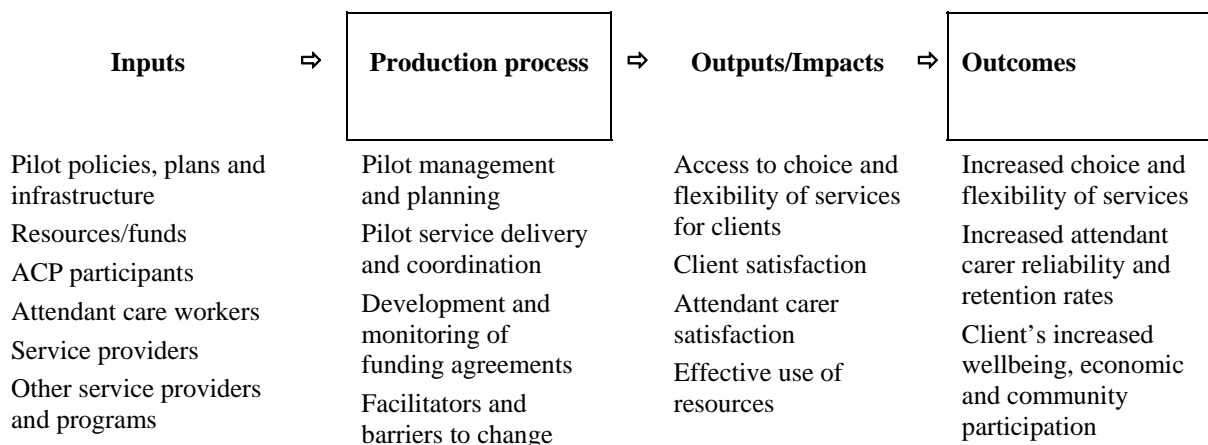 Inputs ⇨ Production process ⇨ Outputs/Impacts ⇨ Outcomes
Pilot policies, plans and
infrastructure
Resources/funds
ACP participants
Attendant care workers
Service providers
Other service providers
and programs
Pilot management
and planning
Pilot service delivery
and coordination
Development and
monitoring of
funding agreements
Facilitators and
barriers to change
Access to choice and
flexibility of services
for clients
Client satisfaction
Attendant carer
satisfaction
Effective use of
resources
Increased choice and
flexibility of services
Increased attendant
carer reliability and
retention rates
Client’s increased
wellbeing, economic
and community
participation